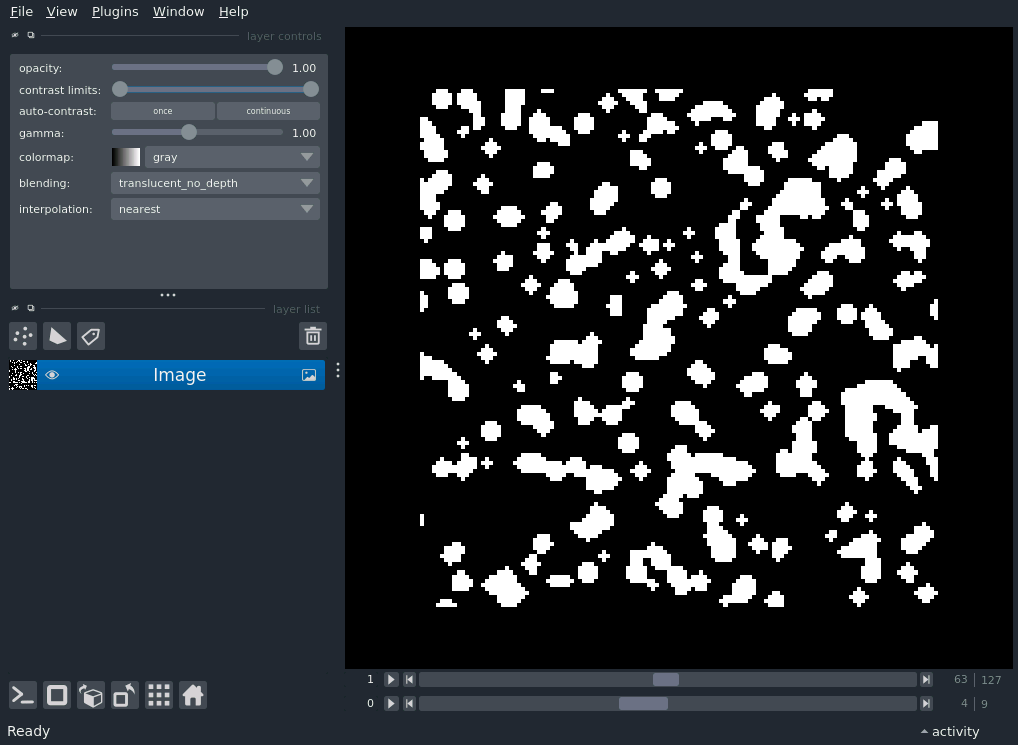 File View Plugins Window Help
layer controls
opacity: 1.00
contrast limits:
auto-contrast: once continuous
gamma: 1.00
colormap: gray
blending: translucent_no_depth
interpolation: nearest
layer list
Image
1 63 127
0 4 9
Ready activity